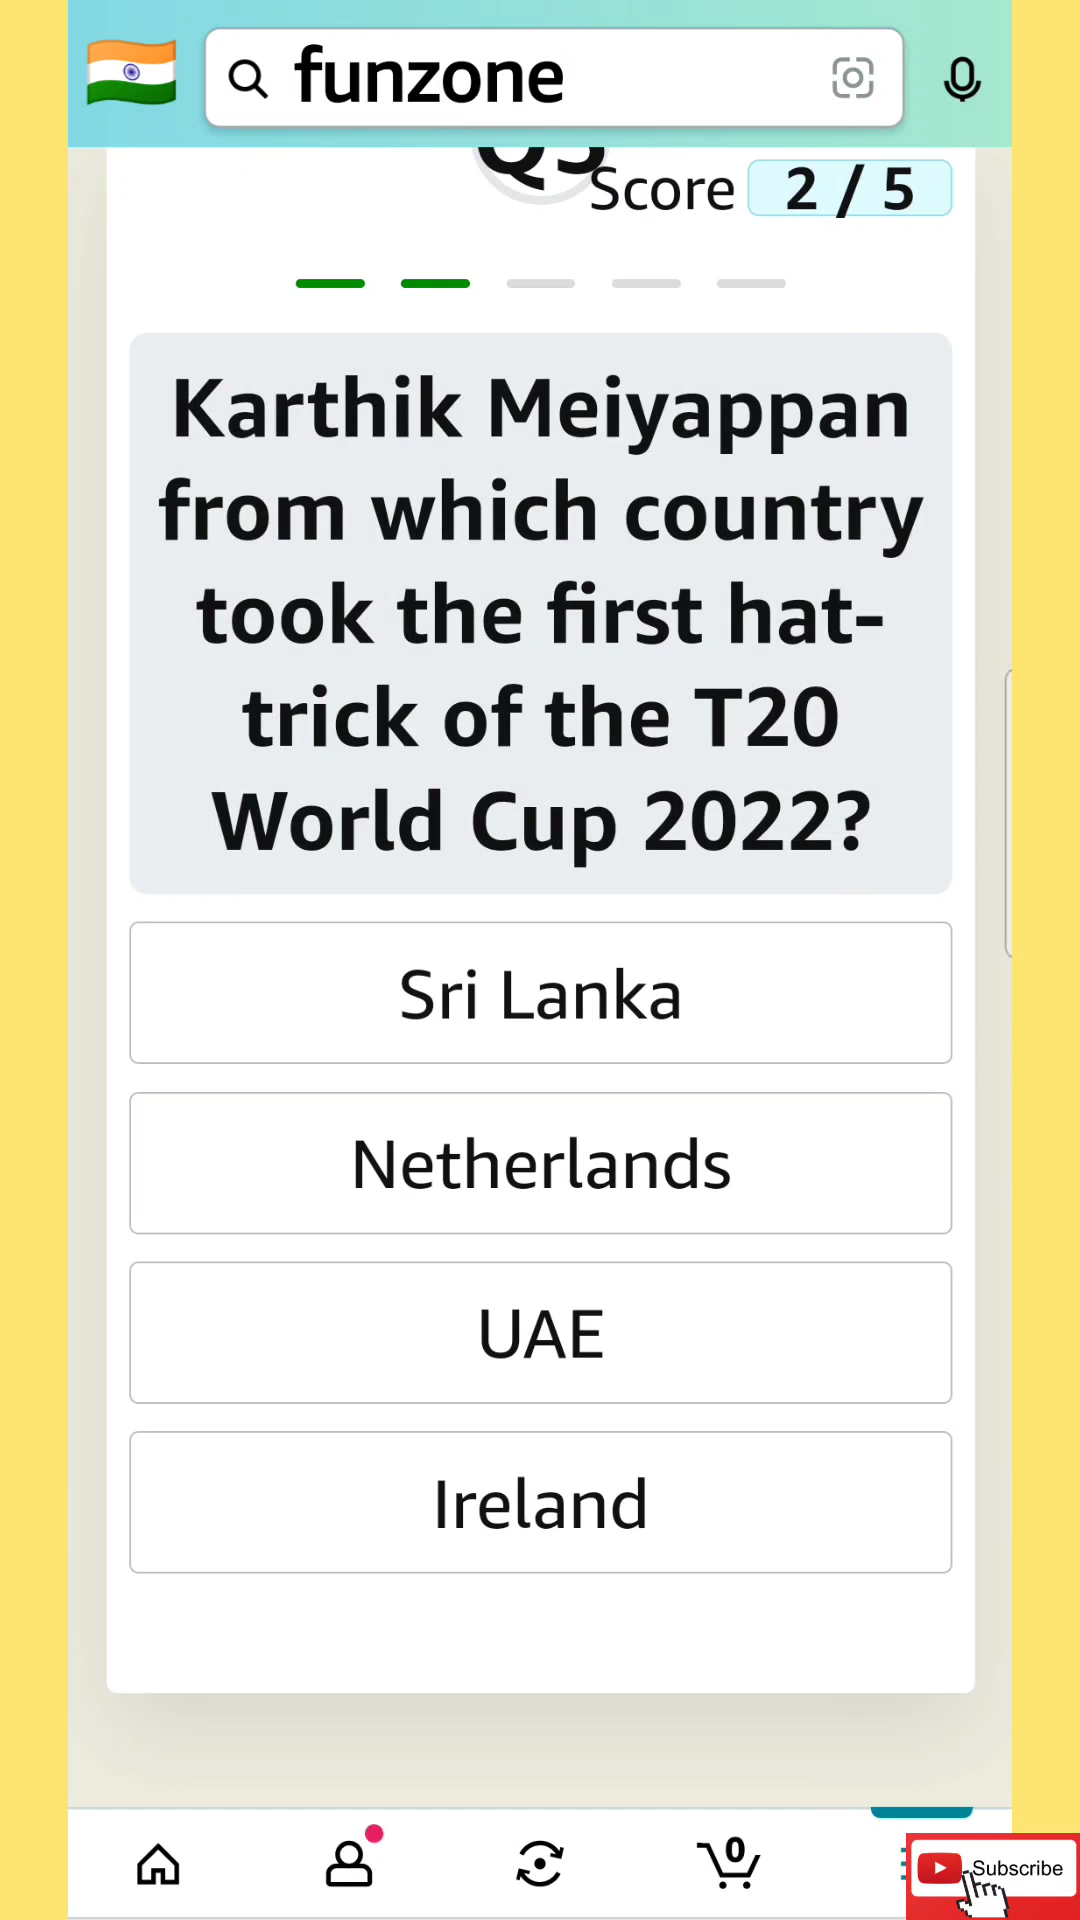 funzone
Q3
Score 2 / 5
Karthik Meiyappan
from which country
took the first hat-
trick of the T20
World Cup 2022?
Sri Lanka
Netherlands
UAE
Ireland
0
Subscribe